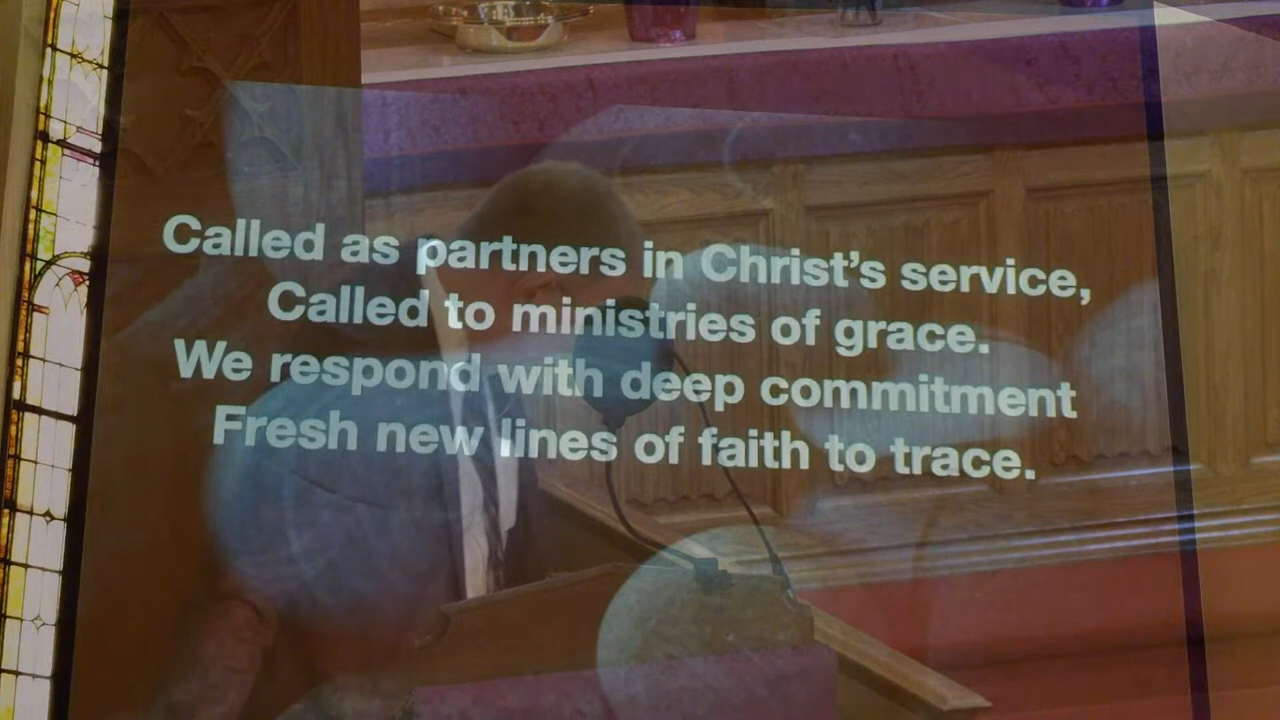 Called as partners in Christ’s service,
Called to ministries of grace.
We respond with deep commitment
Fresh new lines of faith to trace.